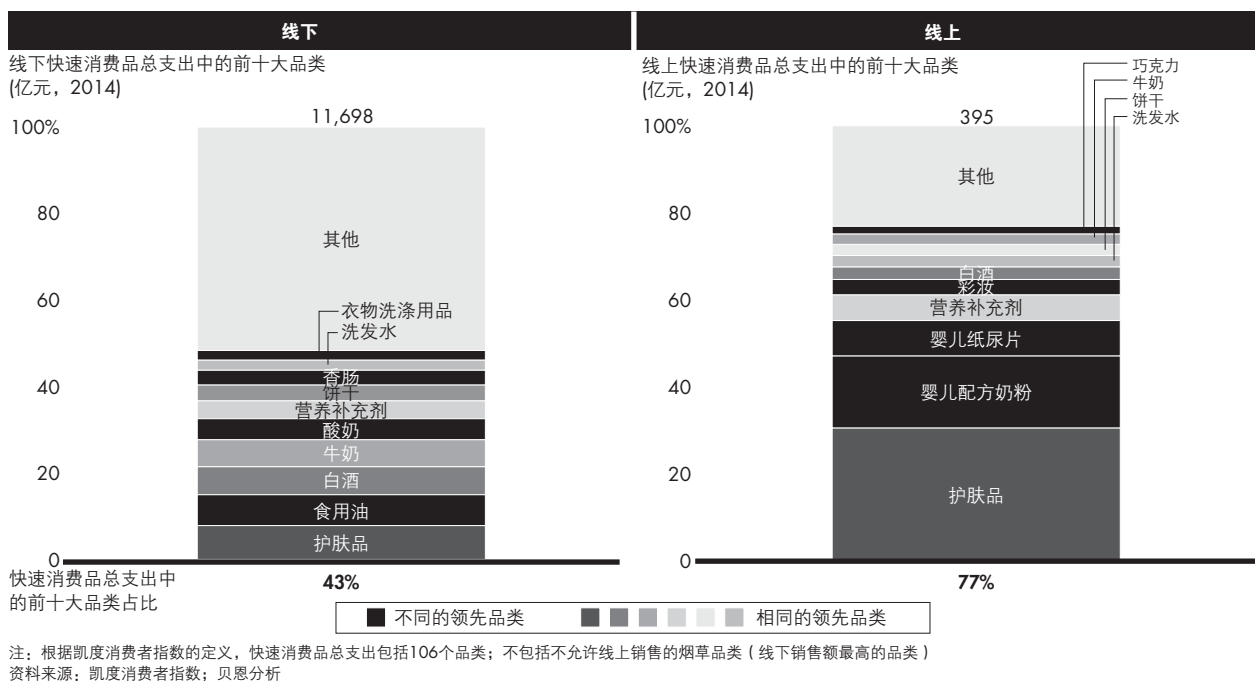 线下
线下快速消费品总支出中的前十大品类
(亿元，2014)
11,698
100%
80
60
40
20
0
其他
衣物洗涤用品
洗发水
香肠
饼干
营养补充剂
酸奶
牛奶
白酒
食用油
护肤品
线上
线上快速消费品总支出中的前十大品类
(亿元，2014)
395
100%
80
60
40
20
0
巧克力
牛奶
饼干
洗发水
其他
白酒
彩妆
营养补充剂
婴儿纸尿片
婴儿配方奶粉
护肤品
快速消费品总支出中
的前十大品类占比
43%
77%
不同的领先品类
相同的领先品类
注：根据凯度消费者指数的定义，快速消费品总支出包括106个品类；不包括不允许线上销售的烟草品类（线下销售额最高的品类）
资料来源：凯度消费者指数；贝恩分析